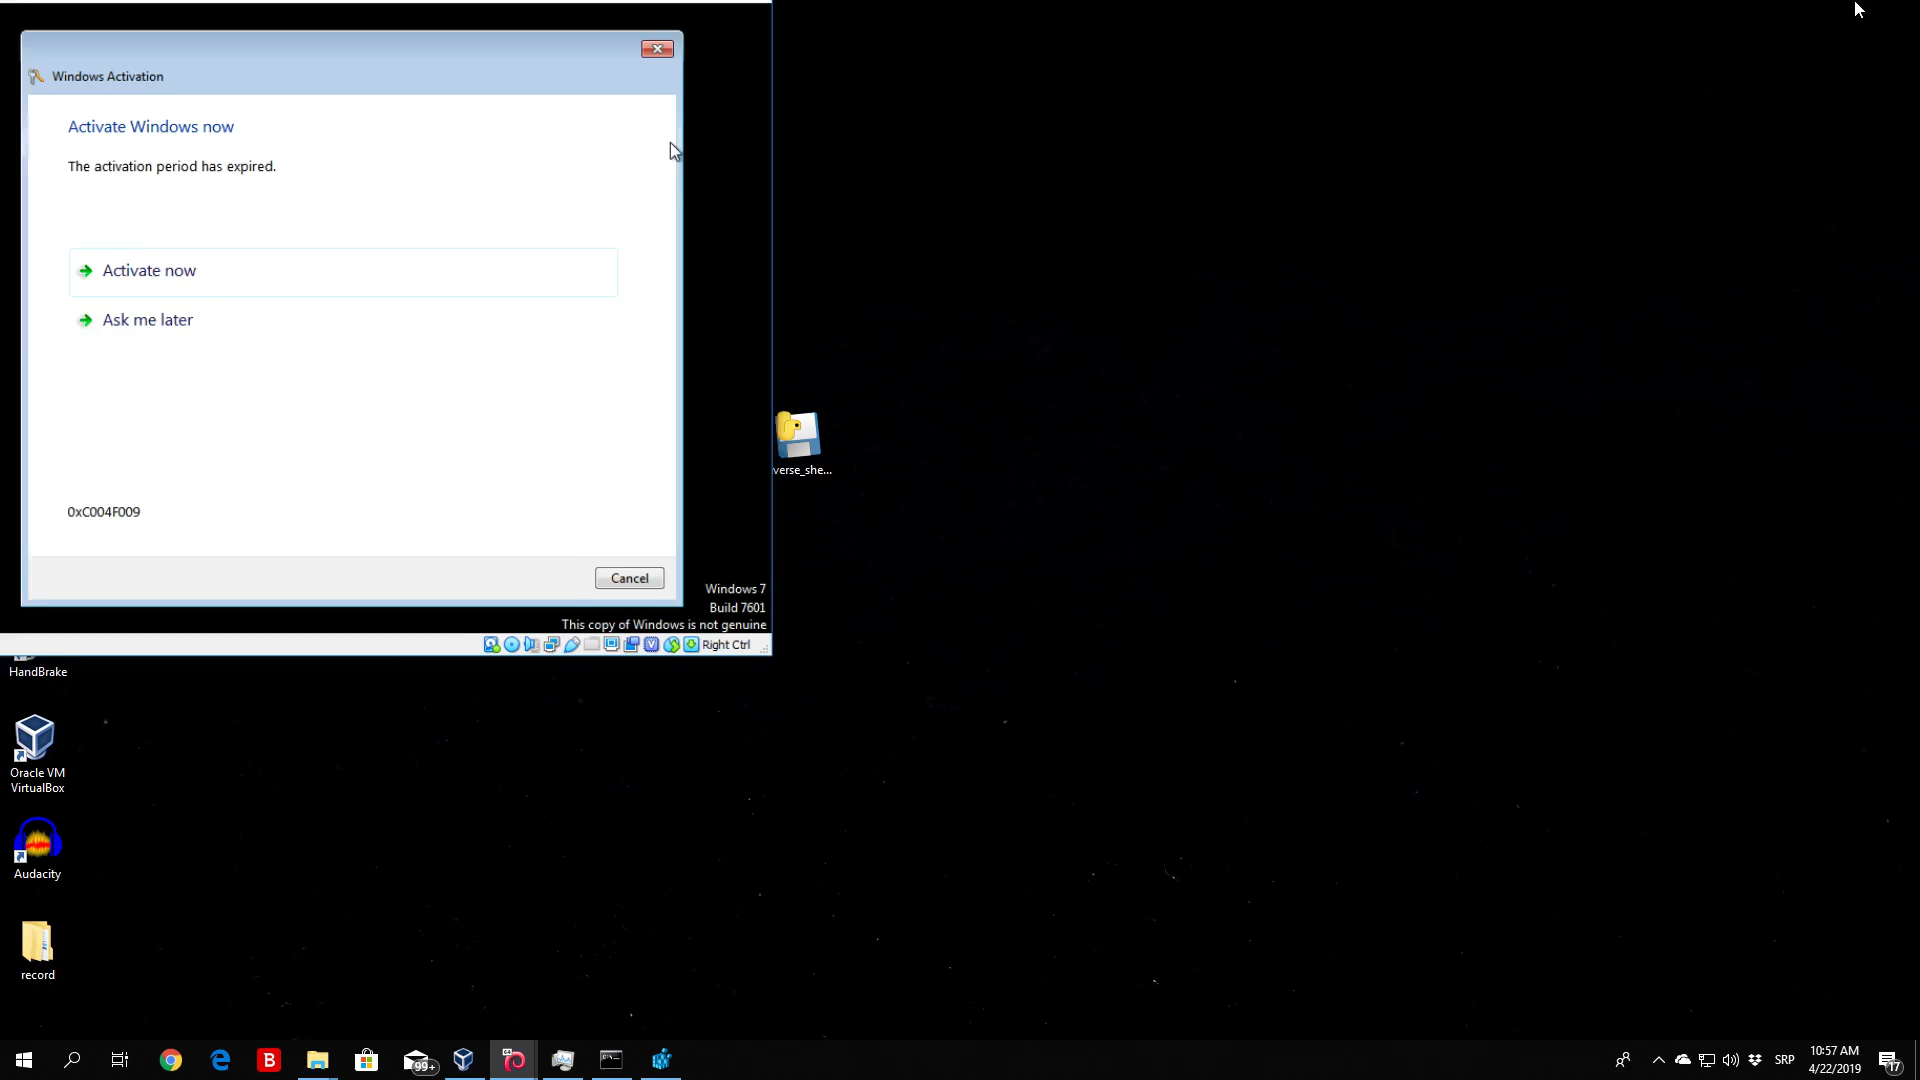 Windows Activation
Activate Windows now
The activation period has expired.
Activate now
Ask me later
0xC004F009
Cancel
Windows 7
Build 7601
This copy of Windows is not genuine
Right Ctrl
verse_she...
HandBrake
Oracle VM
VirtualBox
Audacity
record
B
99+
SRP
10:57 AM
4/22/2019
17